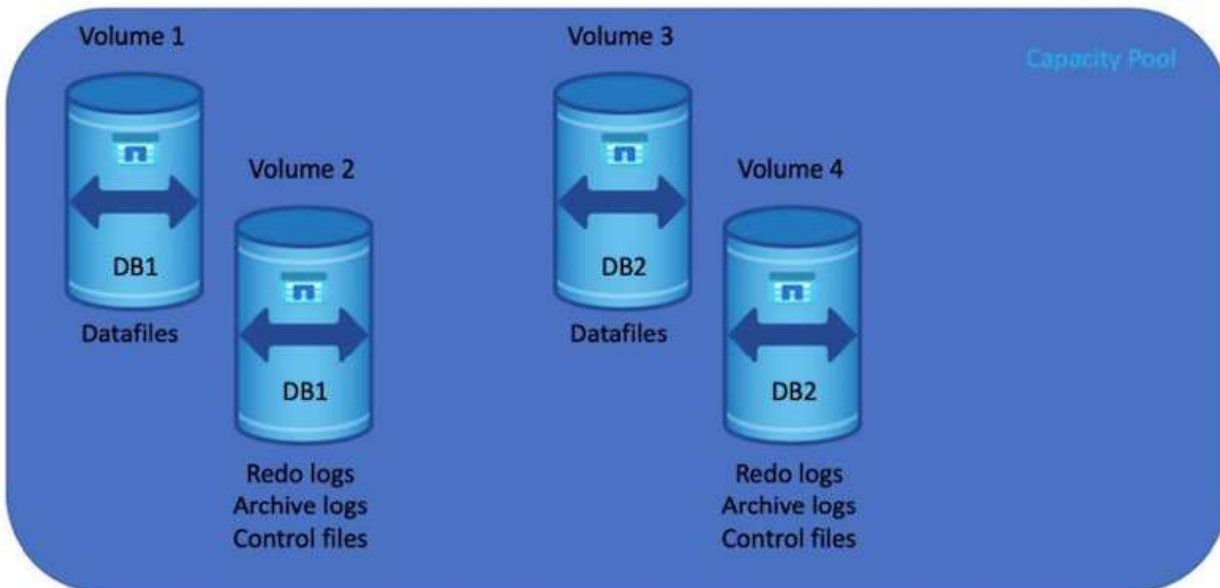 Volume 1
Volume 3
Capacity Pool
Volume 2
Volume 4
DB1
DB2
Datafiles
Datafiles
DB1
DB2
Redo logs
Archive logs
Control files
Redo logs
Archive logs
Control files